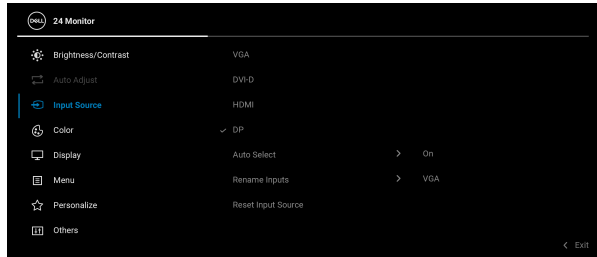 DELL 24 Monitor
Brightness/Contrast VGA
Auto Adjust DVI-D
Input Source HDMI
Color ✓ DP
Display Auto Select > On
Menu Rename Inputs > VGA
Personalize Reset Input Source
Others
< Exit